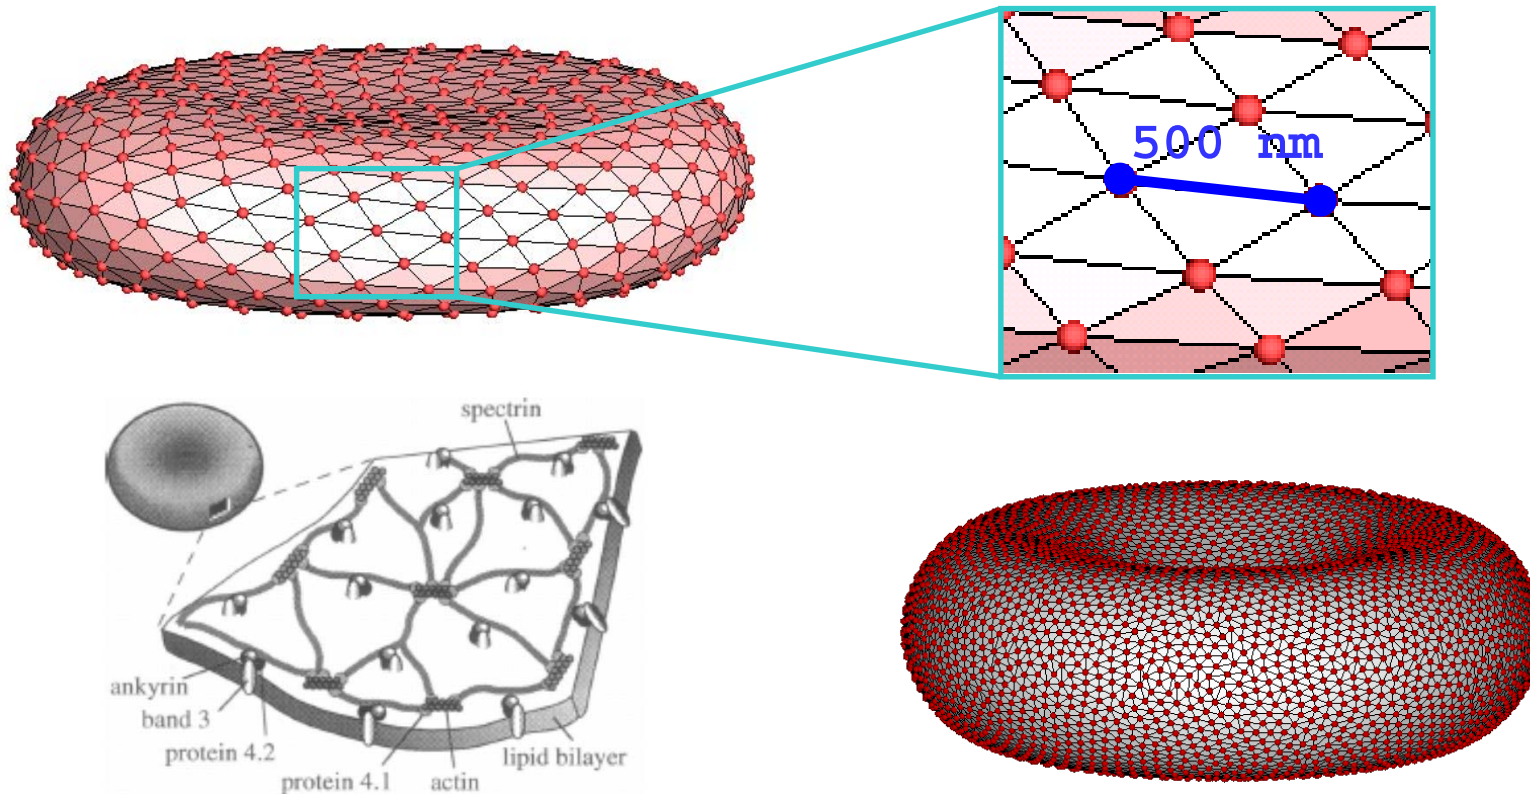 500 nm
spectrin
ankyrin
band 3
protein 4.2
protein 4.1
actin
lipid bilayer